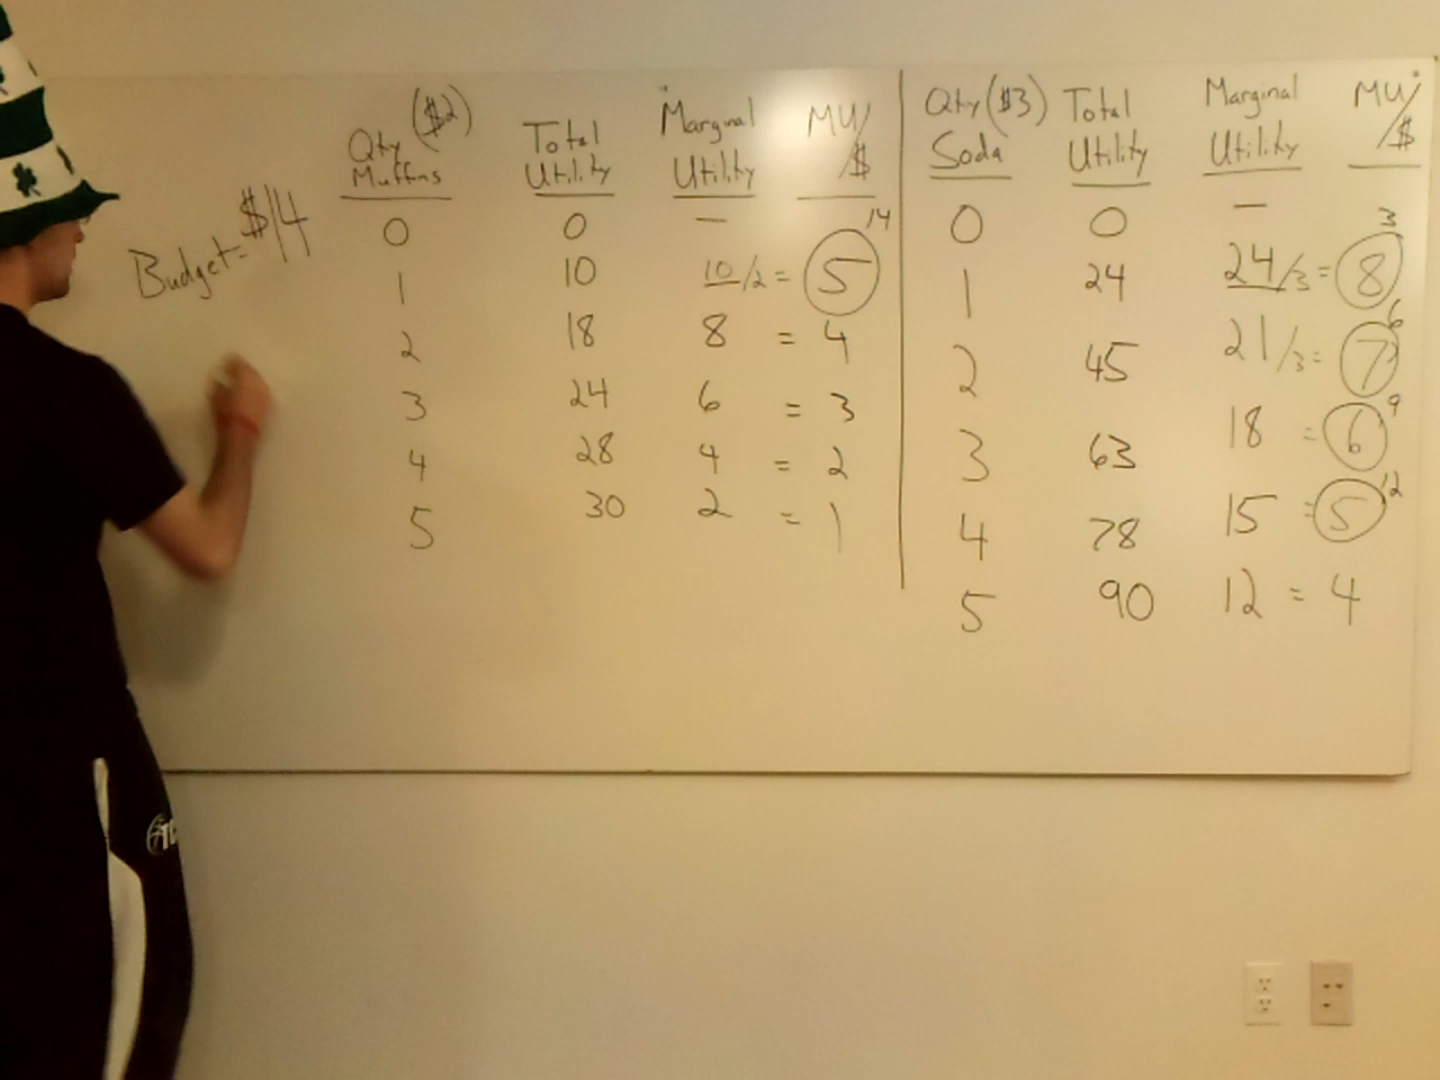 Budget = $14
Qty ($2) Muffins | Total Utility | Marginal Utility | MU/$ | Qty ($3) Soda | Total Utility | Marginal Utility | MU/$
0 0 — 14 | 0 0 — 3
1 10 10/2 = 5 | 1 24 24/3 = 8
2 18 8 = 4 | 2 45 21/3 = 7 6
3 24 6 = 3 | 3 63 18 = 6 9
4 28 4 = 2 | 4 78 15 = 5 12
5 30 2 = 1 | 5 90 12 = 4